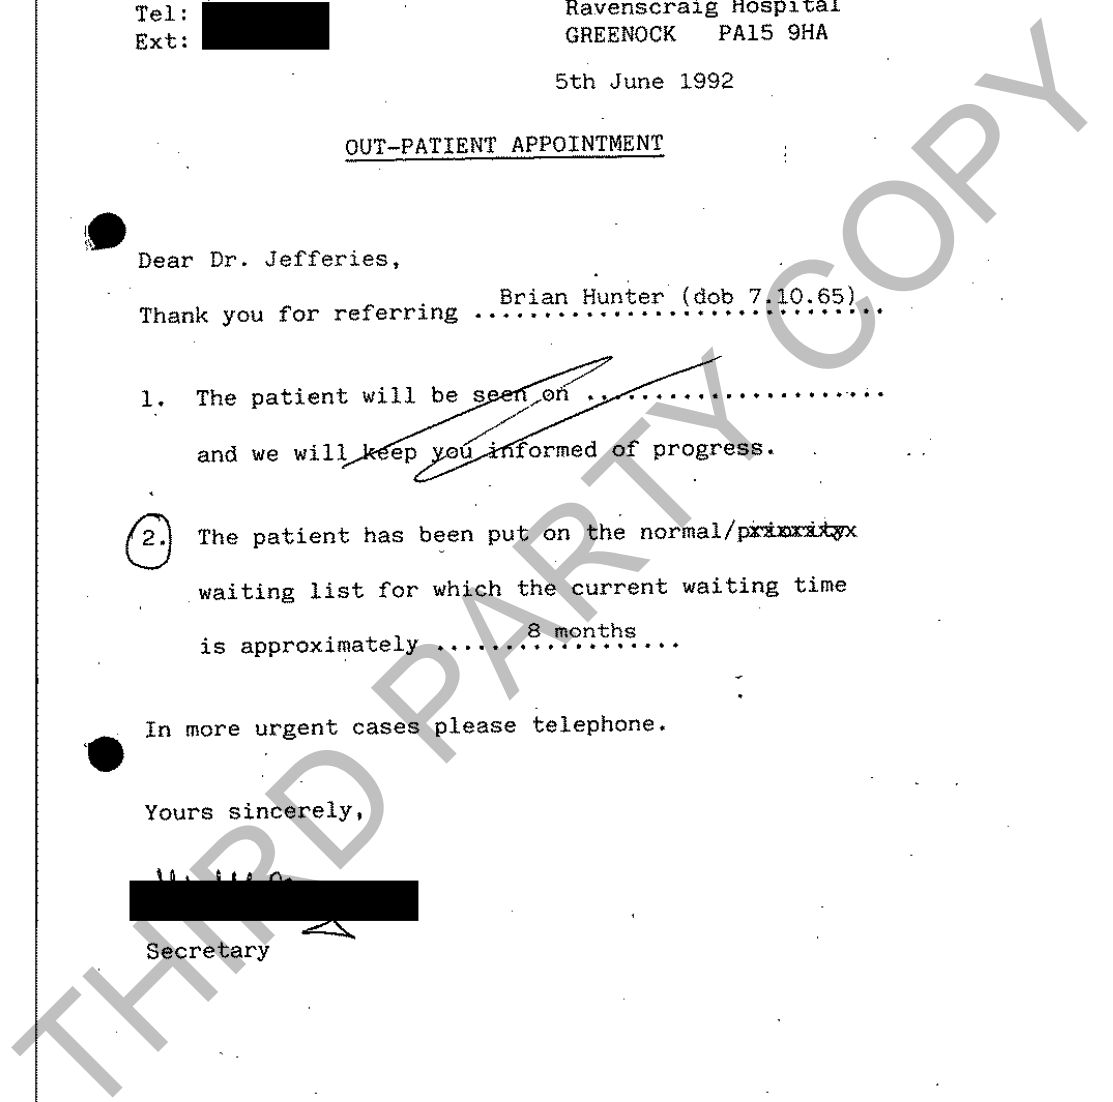 Tel:
Ravenscraig Hospital
Ext:
GREENOCK PA15 9HA
5th June 1992
OUT-PATIENT APPOINTMENT
Dear Dr. Jefferies,
Thank you for referring Brian Hunter (dob 7.10.65)
1. The patient will be seen on ......................
and we will keep you informed of progress.
2. The patient has been put on the normal/priority
waiting list for which the current waiting time
is approximately 8 months
In more urgent cases please telephone.
Yours sincerely,
Secretary
THIRD PARTY COPY